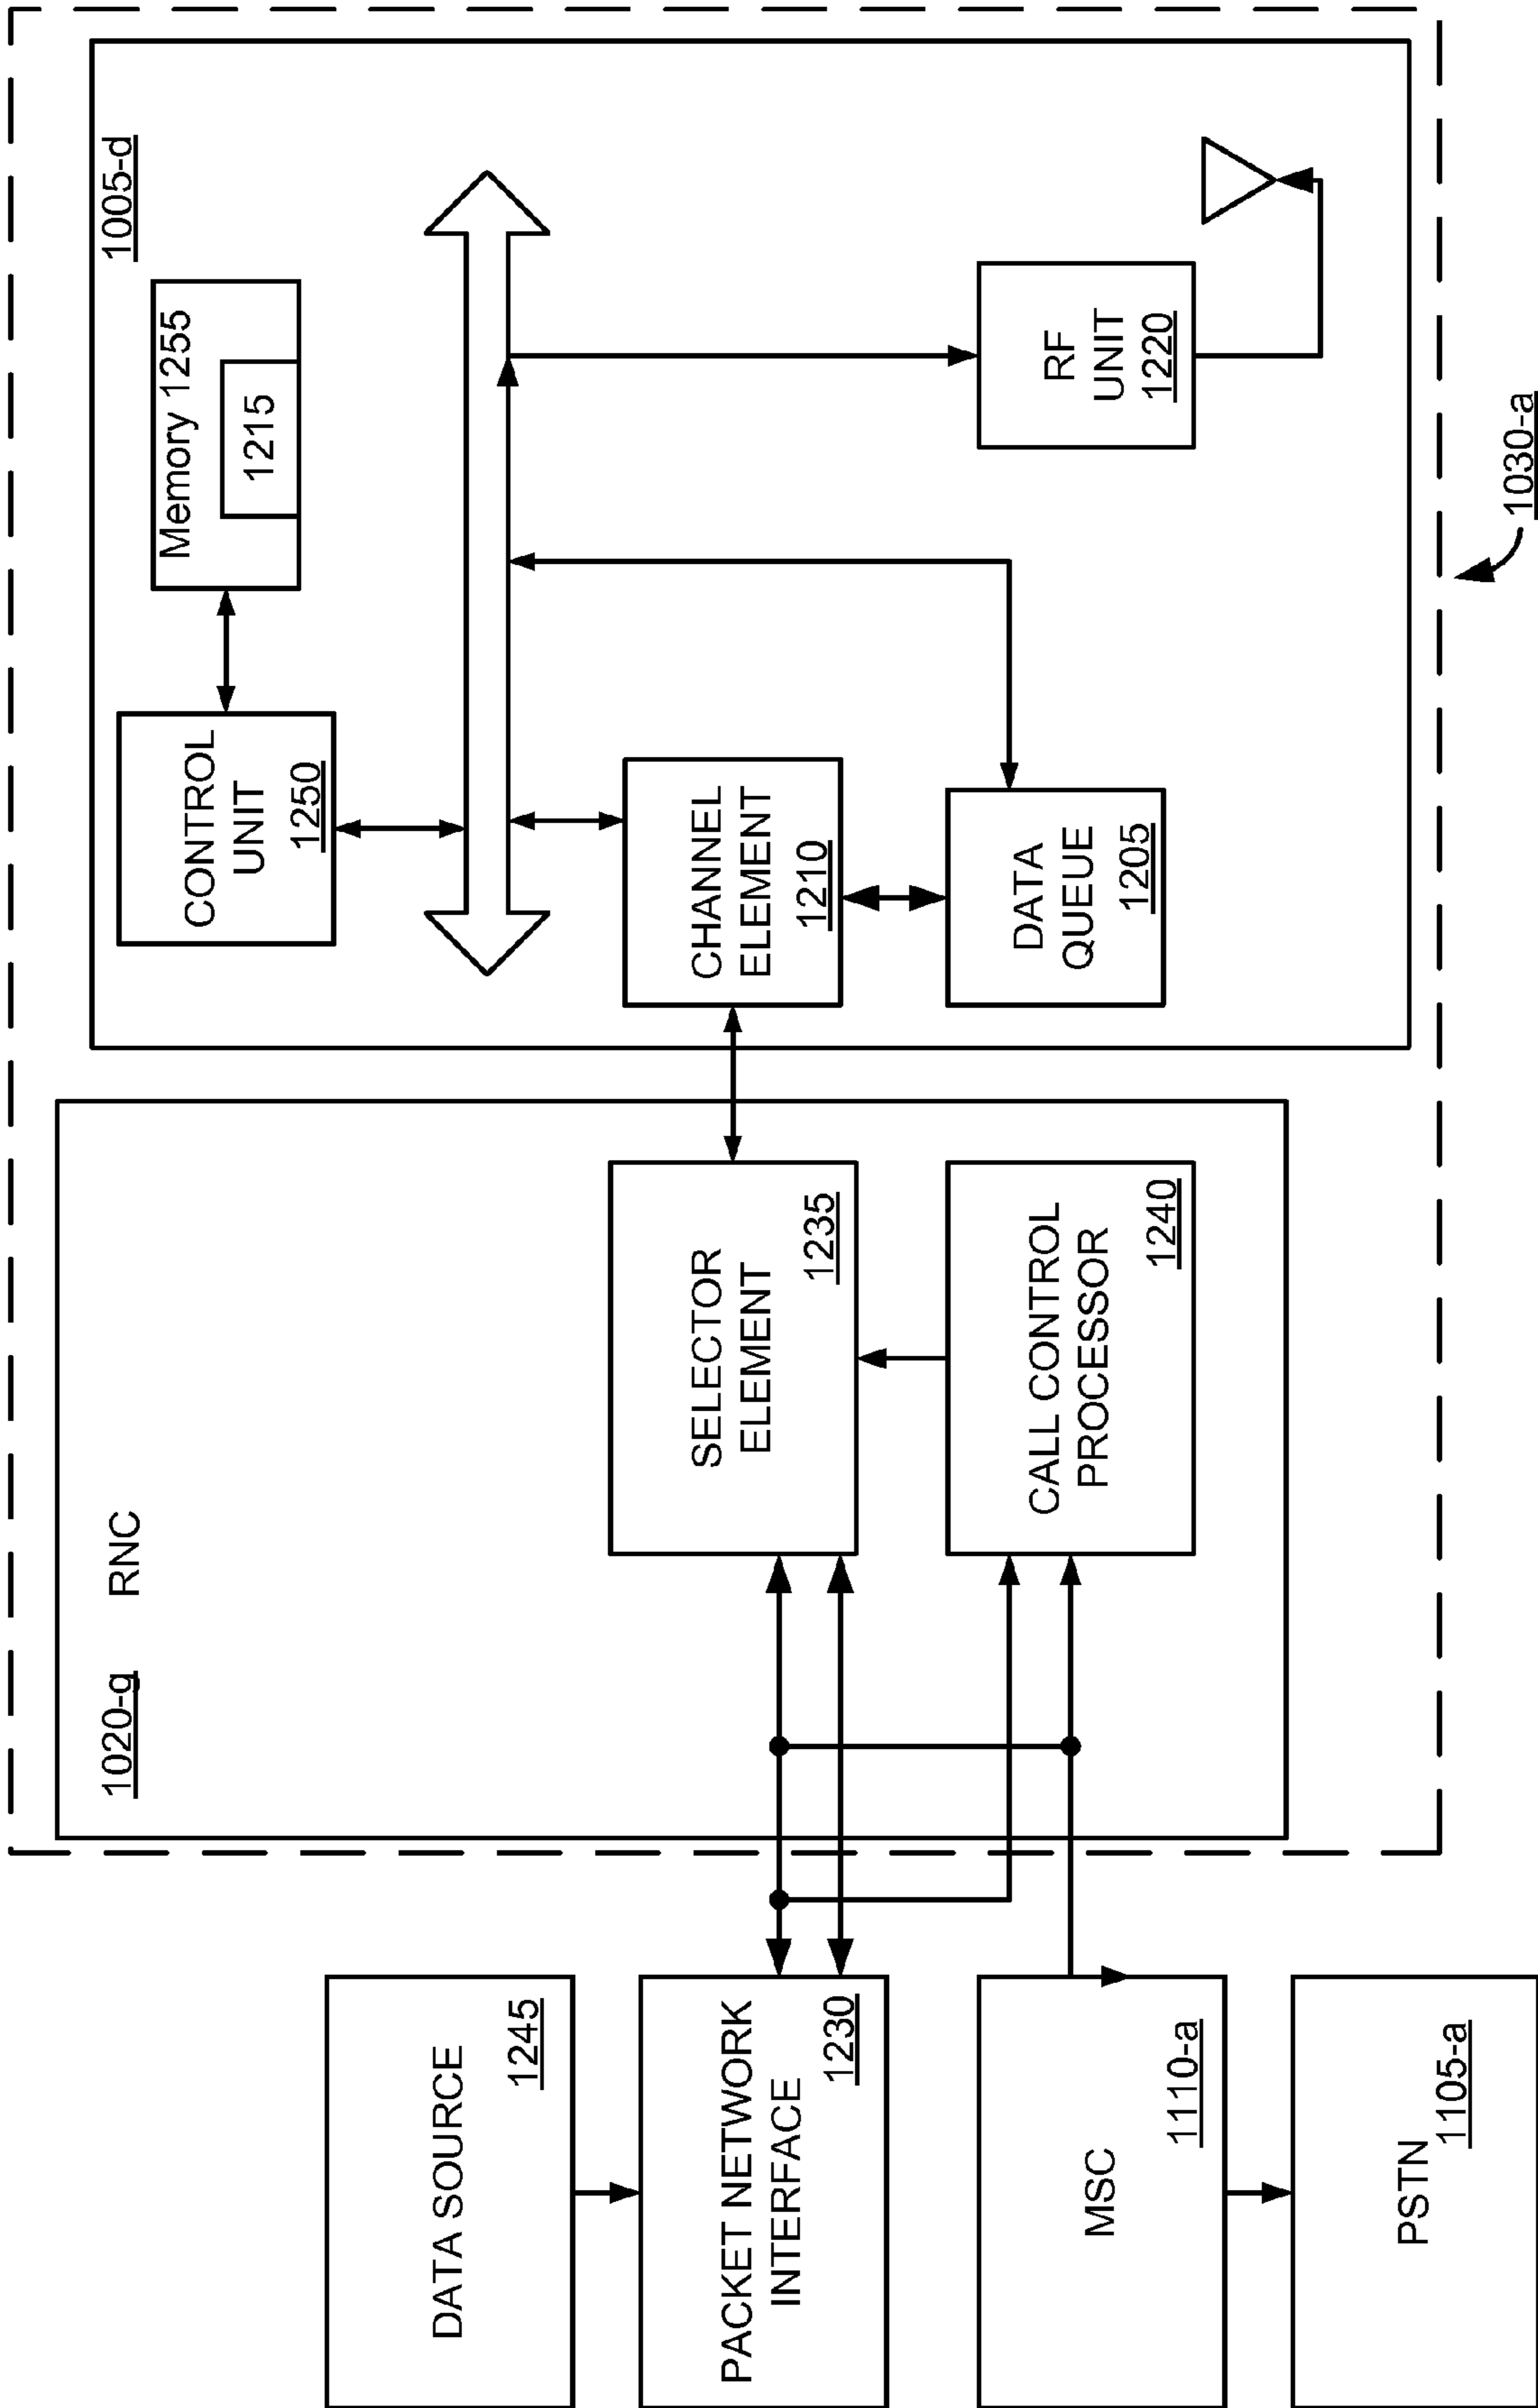 1020-g
RNC
1005-d
Memory 1255
1215
CONTROL
UNIT
1250
DATA SOURCE
1245
PACKET NETWORK
INTERFACE
1230
SELECTOR
ELEMENT
1235
CHANNEL
ELEMENT
1210
MSC
1110-a
CALL CONTROL
PROCESSOR
1240
DATA
QUEUE
1205
RF
UNIT
1220
PSTN
1105-a
1030-a